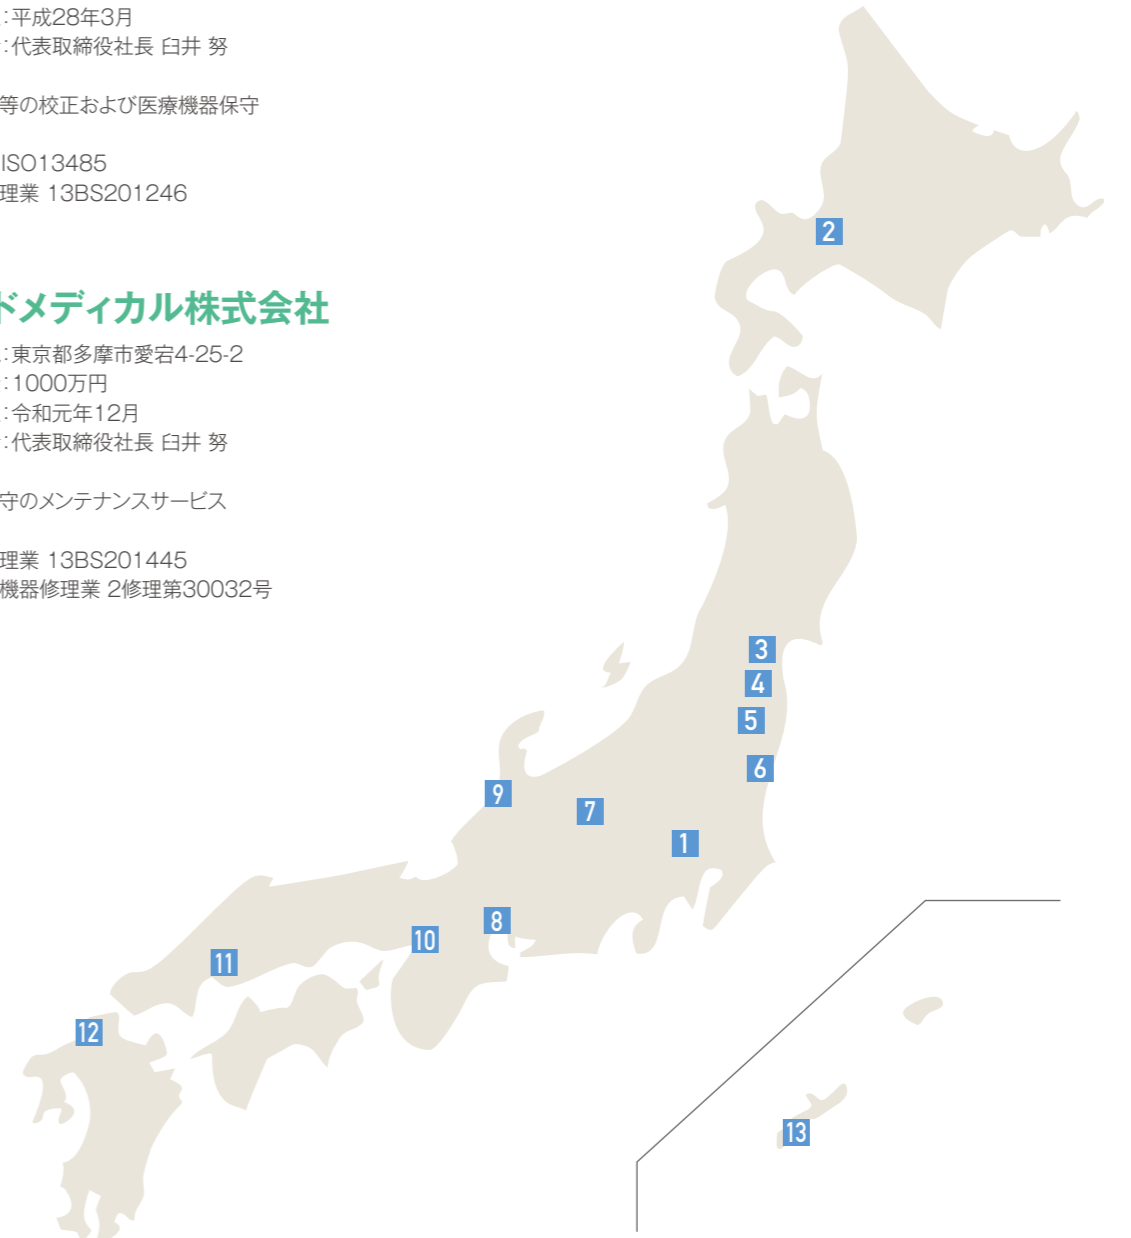 :平成28年3月
:代表取締役社長 臼井 努
等の校正および医療機器保守
ISO13485
理業 13BS201246
ドメディカル株式会社
:東京都多摩市愛宕4-25-2
:1000万円
:令和元年12月
:代表取締役社長 臼井 努
守のメンテナンスサービス
理業 13BS201445
機器修理業 2修理第30032号
2
3
4
5
6
9
7
1
8
10
11
12
13